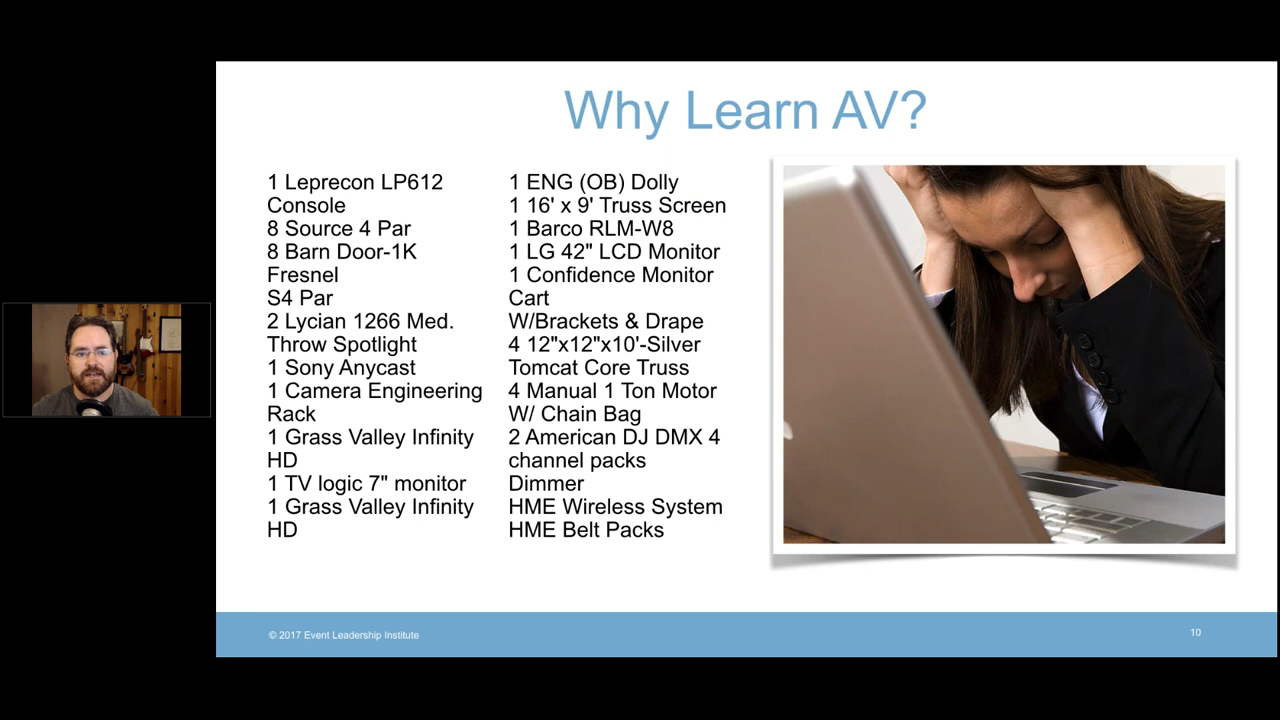 Why Learn AV?
1 Leprecon LP612
Console
8 Source 4 Par
8 Barn Door-1K
Fresnel
S4 Par
2 Lycian 1266 Med.
Throw Spotlight
1 Sony Anycast
1 Camera Engineering
Rack
1 Grass Valley Infinity
HD
1 TV logic 7" monitor
1 Grass Valley Infinity
HD
1 ENG (OB) Dolly
1 16' x 9' Truss Screen
1 Barco RLM-W8
1 LG 42" LCD Monitor
1 Confidence Monitor
Cart
W/Brackets & Drape
4 12"x12"x10'-Silver
Tomcat Core Truss
4 Manual 1 Ton Motor
W/ Chain Bag
2 American DJ DMX 4
channel packs
Dimmer
HME Wireless System
HME Belt Packs
© 2017 Event Leadership Institute
10